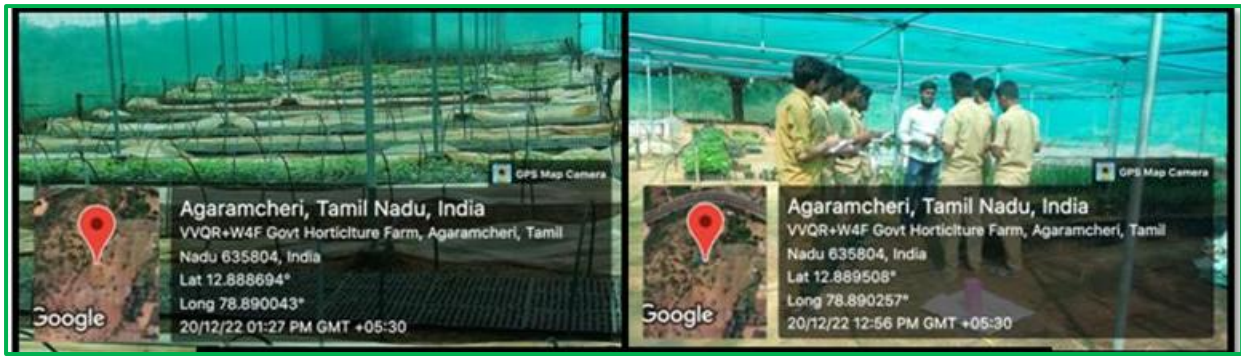 GPS Map Camera
Agaramcheri, Tamil Nadu, India
VVQR+W4F Govt Horticlture Farm, Agaramcheri, Tamil
Nadu 635804, India
Lat 12.888694°
Long 78.890043°
20/12/22 01:27 PM GMT +05:30
Google
GPS Map Camera
Agaramcheri, Tamil Nadu, India
VVQR+W4F Govt Horticlture Farm, Agaramcheri, Tamil
Nadu 635804, India
Lat 12.889508°
Long 78.890257°
20/12/22 12:56 PM GMT +05:30
Google